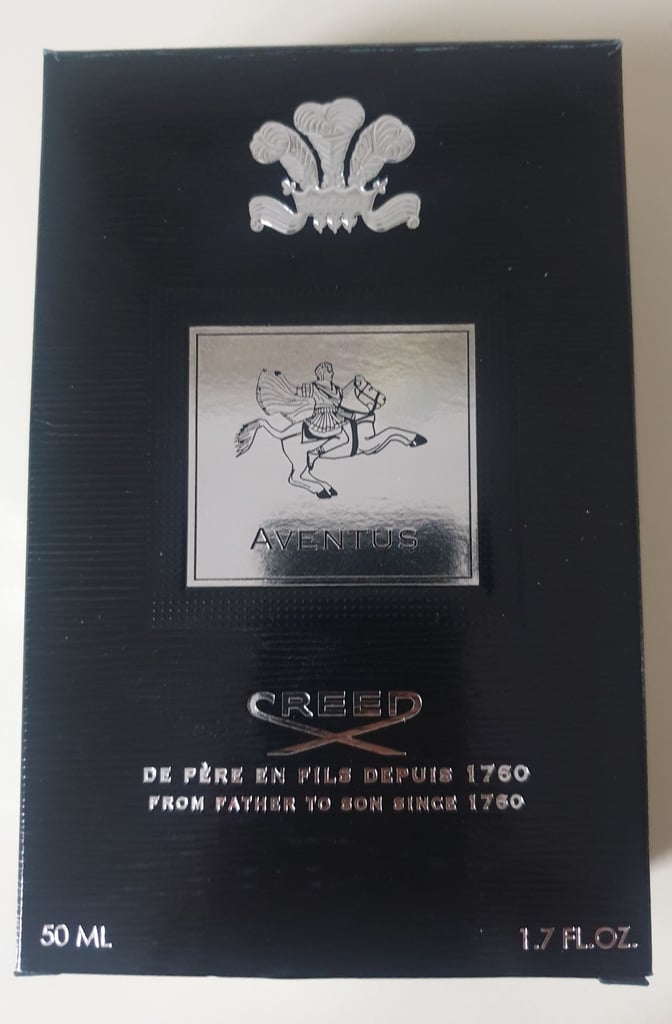 AVENTUS
CREED
DE PÈRE EN FILS DEPUIS 1760
FROM FATHER TO SON SINCE 1760
50 ML
1.7 FL.OZ.